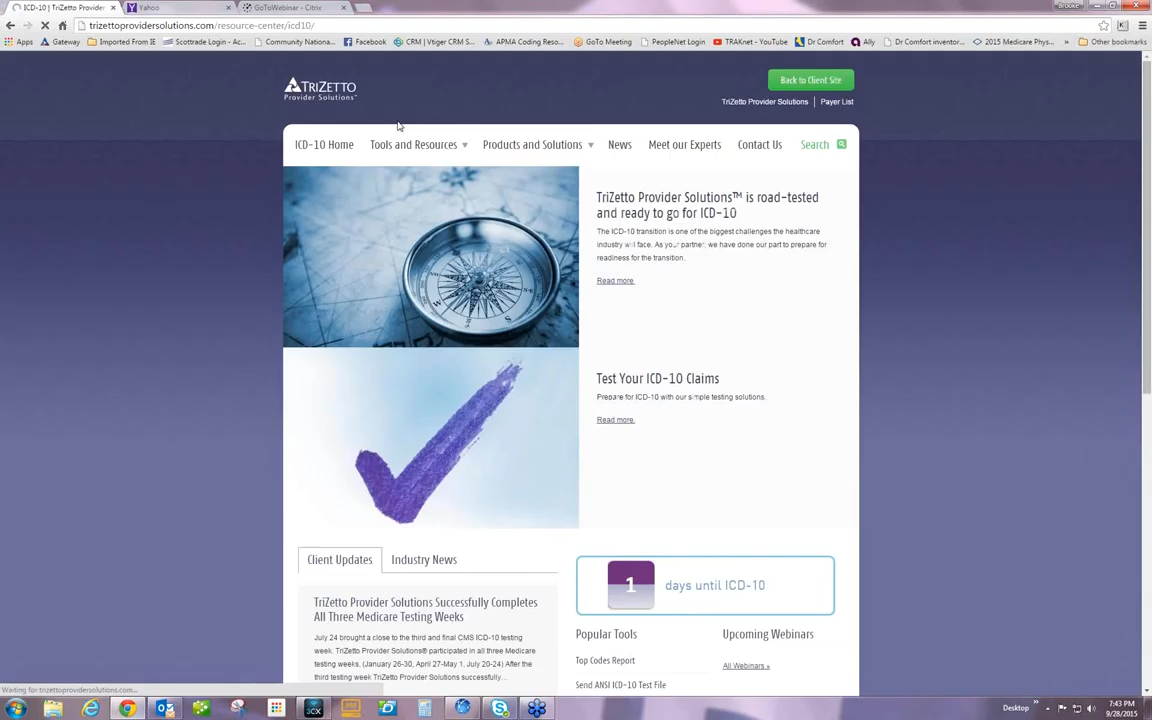 ICD-10 | TriZetto Provider
Yahoo
GoToWebinar - Citrix
Brooke
trizettoprovidersolutions.com/resource-center/icd10/
Apps
Gateway
Imported From IE
Scottrade Login - Ac...
Community Nationa...
Facebook
CRM | Vtiger CRM S...
APMA Coding Reso...
GoTo Meeting
PeopleNet Login
TRAKnet - YouTube
Dr Comfort
Ally
Dr Comfort inventor...
2015 Medicare Phys...
Other bookmarks
TRIZETTO
Provider Solutions
Back to Client Site
TriZetto Provider Solutions | Payer List
ICD-10 Home
Tools and Resources
Products and Solutions
News
Meet our Experts
Contact Us
Search
TriZetto Provider Solutions™ is road-tested
and ready to go for ICD-10
The ICD-10 transition is one of the biggest challenges the healthcare
industry will face. As your partner, we have done our part to prepare for
readiness for the transition.
Read more
N
E
S
W
Test Your ICD-10 Claims
Prepare for ICD-10 with our simple testing solutions.
Read more
Client Updates
Industry News
1 days until ICD-10
TriZetto Provider Solutions Successfully Completes
All Three Medicare Testing Weeks
July 24 brought a close to the third and final CMS ICD-10 testing
week. TriZetto Provider Solutions® participated in all three Medicare
testing weeks. (January 26-30, April 27-May 1, July 20-24) After the
third testing week TriZetto Provider Solutions successfully...
Popular Tools
Top Codes Report
Send ANSI ICD-10 Test File
Upcoming Webinars
All Webinars »
Waiting for trizettoprovidersolutions.com...
3CX
Desktop
7:43 PM
9/28/2015